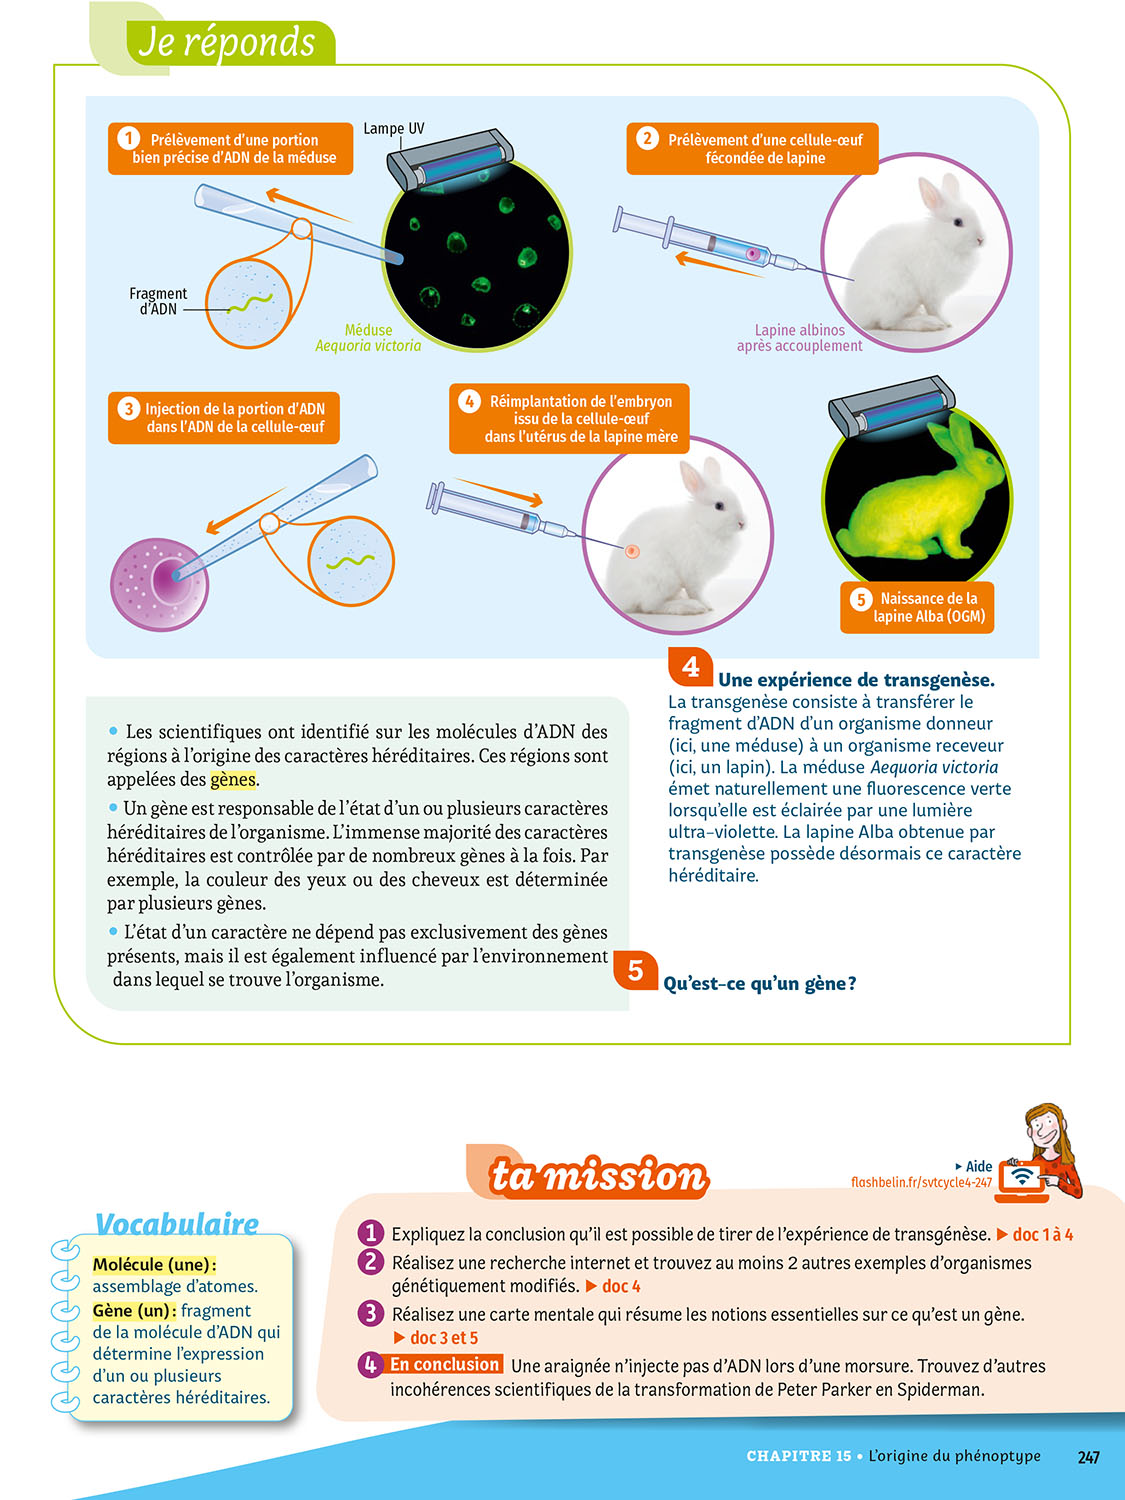 Je réponds
1 Prélèvement d'une portion
bien précise d'ADN de la méduse
Lampe UV
2 Prélèvement d'une cellule-œuf
fécondée de lapine
Fragment
d'ADN
Méduse
Aequoria victoria
Lapine albinos
après accouplement
3 Injection de la portion d'ADN
dans l'ADN de la cellule-œuf
4 Réimplantation de l'embryon
issu de la cellule-œuf
dans l'utérus de la lapine mère
5 Naissance de la
lapine Alba (OGM)
4 Une expérience de transgenèse.
La transgenèse consiste à transférer le
fragment d'ADN d'un organisme donneur
(ici, une méduse) à un organisme receveur
(ici, un lapin). La méduse Aequoria victoria
émet naturellement une fluorescence verte
lorsqu'elle est éclairée par une lumière
ultra-violette. La lapine Alba obtenue par
transgenèse possède désormais ce caractère
héréditaire.
• Les scientifiques ont identifié sur les molécules d'ADN des
régions à l'origine des caractères héréditaires. Ces régions sont
appelées des gènes.
• Un gène est responsable de l'état d'un ou plusieurs caractères
héréditaires de l'organisme. L'immense majorité des caractères
héréditaires est contrôlée par de nombreux gènes à la fois. Par
exemple, la couleur des yeux ou des cheveux est déterminée
par plusieurs gènes.
• L'état d'un caractère ne dépend pas exclusivement des gènes
présents, mais il est également influencé par l'environnement
dans lequel se trouve l'organisme.
5 Qu'est-ce qu'un gène ?
ta mission
▸ Aide
flashbelin.fr/svtcycle4-247
Vocabulaire
Molécule (une) :
assemblage d'atomes.
Gène (un) : fragment
de la molécule d'ADN qui
détermine l'expression
d'un ou plusieurs
caractères héréditaires.
1 Expliquez la conclusion qu'il est possible de tirer de l'expérience de transgénèse. ▶ doc 1 à 4
2 Réalisez une recherche internet et trouvez au moins 2 autres exemples d'organismes
génétiquement modifiés. ▶ doc 4
3 Réalisez une carte mentale qui résume les notions essentielles sur ce qu'est un gène.
▶ doc 3 et 5
4 En conclusion Une araignée n'injecte pas d'ADN lors d'une morsure. Trouvez d'autres
incohérences scientifiques de la transformation de Peter Parker en Spiderman.
CHAPITRE 15 • L'origine du phénoptype 247